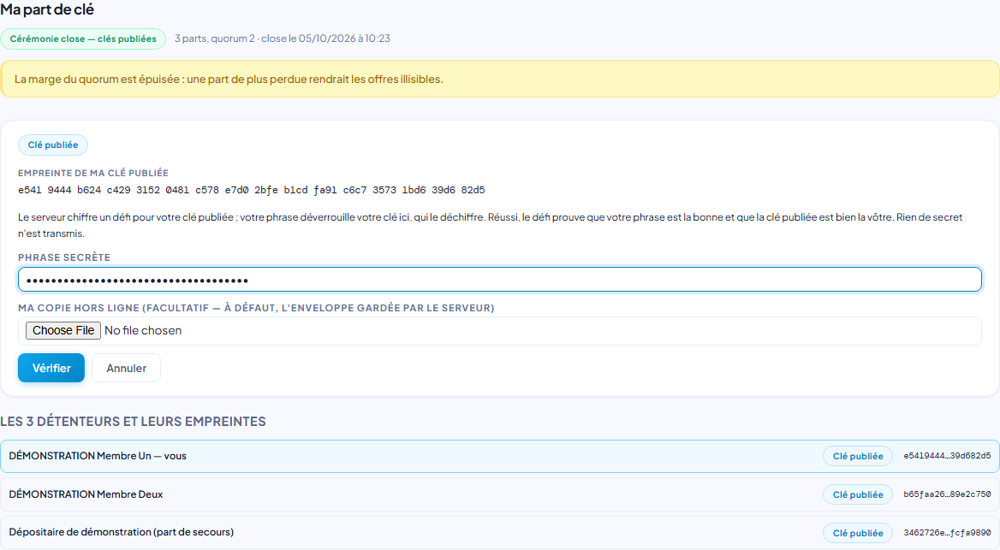 Ma part de clé
Cérémonie close — clés publiées 3 parts, quorum 2 · close le 05/10/2026 à 10:23
La marge du quorum est épuisée : une part de plus perdue rendrait les offres illisibles.
Clé publiée
EMPREINTE DE MA CLÉ PUBLIÉE
e541 9444 b624 c429 3152 0481 c578 e7d0 2bfe b1cd fa91 c6c7 3573 1bd6 39d6 82d5
Le serveur chiffre un défi pour votre clé publiée ; votre phrase déverrouille votre clé ici, qui le déchiffre. Réussi, le défi prouve que votre phrase est la bonne et que la clé publiée est bien la vôtre. Rien de secret
n'est transmis.
PHRASE SECRÈTE
••••••••••••••••••••••••••••••••••••
MA COPIE HORS LIGNE (FACULTATIF — À DÉFAUT, L'ENVELOPPE GARDÉE PAR LE SERVEUR)
Choose File No file chosen
Vérifier Annuler
LES 3 DÉTENTEURS ET LEURS EMPREINTES
DÉMONSTRATION Membre Un — vous Clé publiée e5419444…39d682d5
DÉMONSTRATION Membre Deux Clé publiée b65faa26…89e2c750
Dépositaire de démonstration (part de secours) Clé publiée 3462726e…fcfa9890